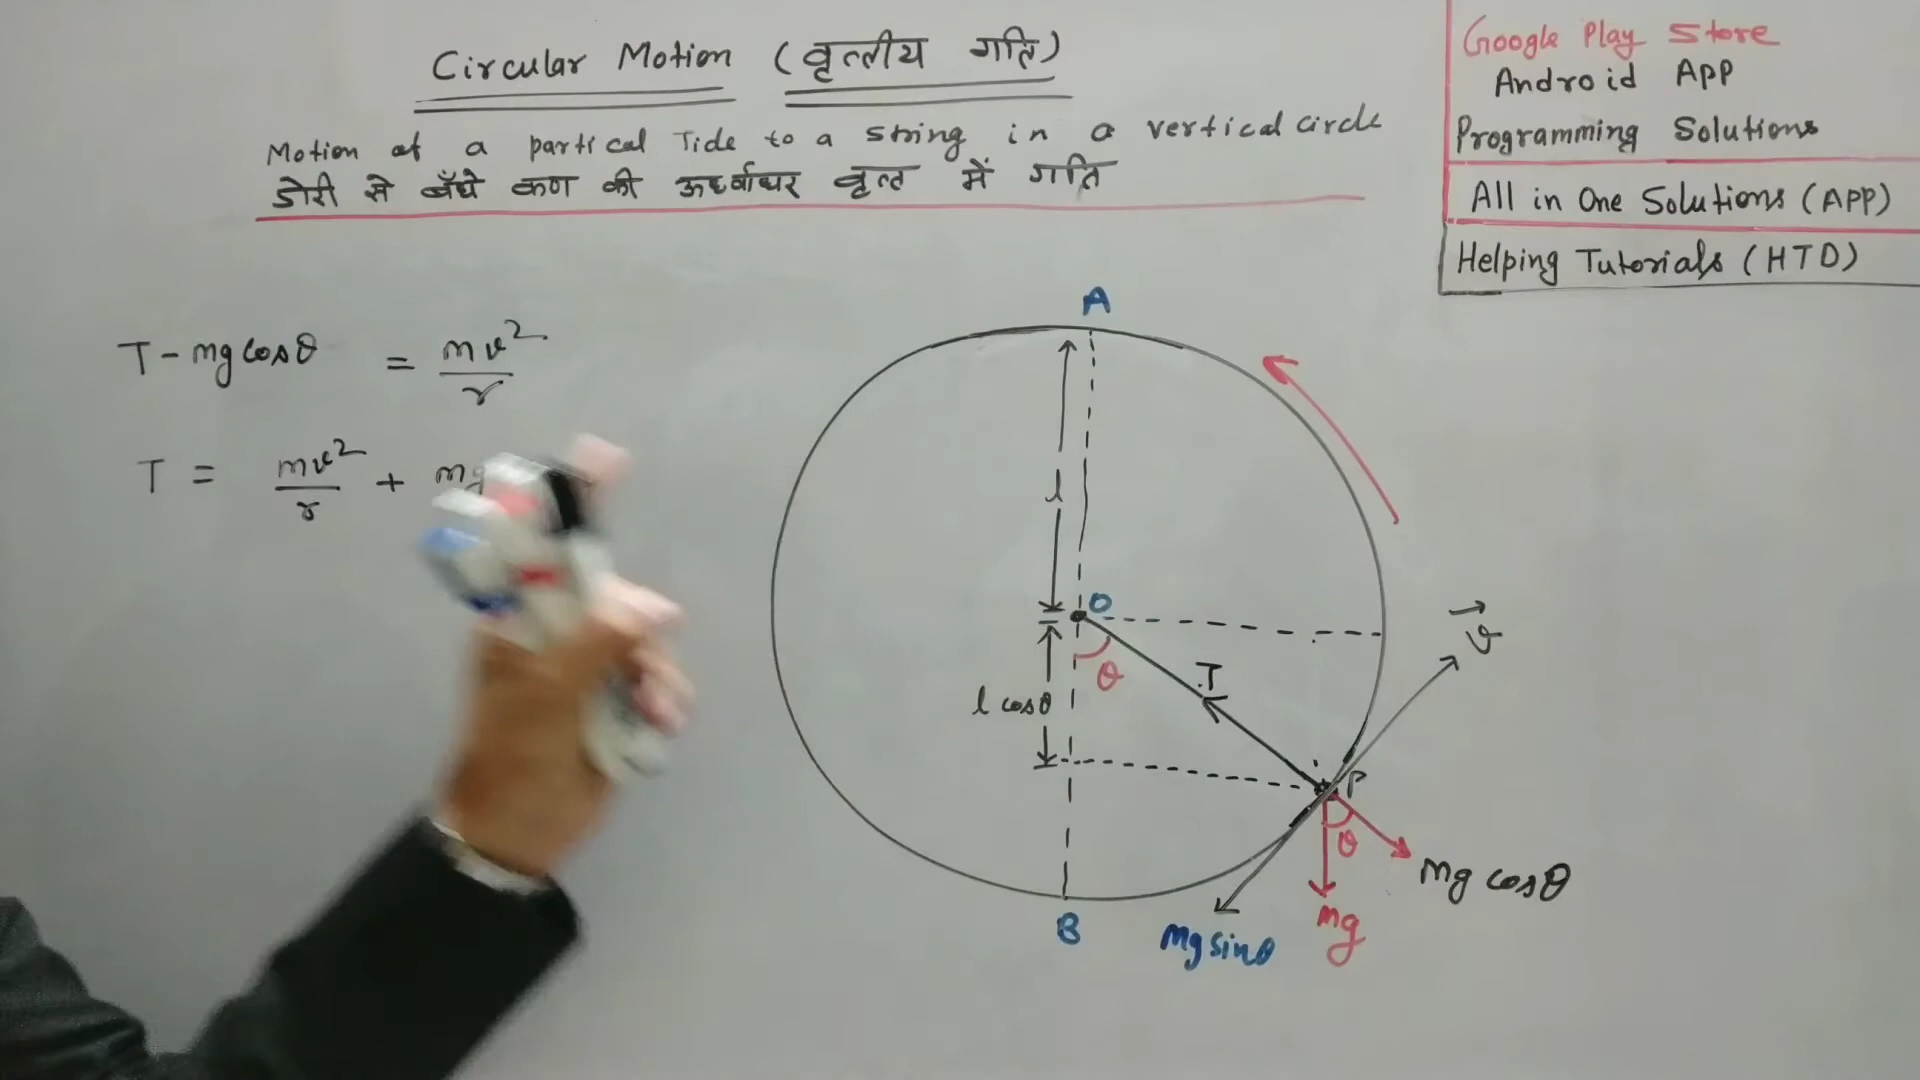 Circular Motion (वृत्तीय गति)
Motion of a partical Tide to a string in a vertical circle
डोरी से बँधे कण की ऊर्ध्वाधर वृत्त में गति
Google Play Store
Android App
Programming Solutions
All in One Solutions (APP)
Helping Tutorials (HTD)
T - mg cosθ = mv²/r
T = mv²/r + mg
A
l
O
θ
T
l cosθ
v⃗
P
θ
mg cosθ
mg
mg sinθ
B